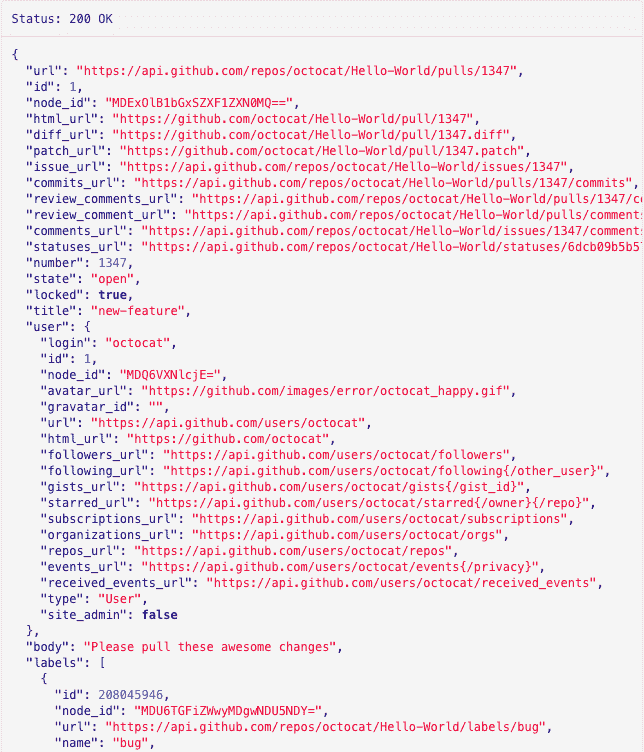 Status: 200 OK
{
"url": "https://api.github.com/repos/octocat/Hello-World/pulls/1347",
"id": 1,
"node_id": "MDExOlB1bGxSZXF1ZXN0MQ==",
"html_url": "https://github.com/octocat/Hello-World/pull/1347",
"diff_url": "https://github.com/octocat/Hello-World/pull/1347.diff",
"patch_url": "https://github.com/octocat/Hello-World/pull/1347.patch",
"issue_url": "https://api.github.com/repos/octocat/Hello-World/issues/1347",
"commits_url": "https://api.github.com/repos/octocat/Hello-World/pulls/1347/commits",
"review_comments_url": "https://api.github.com/repos/octocat/Hello-World/pulls/1347/co
"review_comment_url": "https://api.github.com/repos/octocat/Hello-World/pulls/comments
"comments_url": "https://api.github.com/repos/octocat/Hello-World/issues/1347/comments
"statuses_url": "https://api.github.com/repos/octocat/Hello-World/statuses/6dcb09b5b57
"number": 1347,
"state": "open",
"locked": true,
"title": "new-feature",
"user": {
"login": "octocat",
"id": 1,
"node_id": "MDQ6VXNlcjE=",
"avatar_url": "https://github.com/images/error/octocat_happy.gif",
"gravatar_id": "",
"url": "https://api.github.com/users/octocat",
"html_url": "https://github.com/octocat",
"followers_url": "https://api.github.com/users/octocat/followers",
"following_url": "https://api.github.com/users/octocat/following{/other_user}",
"gists_url": "https://api.github.com/users/octocat/gists{/gist_id}",
"starred_url": "https://api.github.com/users/octocat/starred{/owner}{/repo}",
"subscriptions_url": "https://api.github.com/users/octocat/subscriptions",
"organizations_url": "https://api.github.com/users/octocat/orgs",
"repos_url": "https://api.github.com/users/octocat/repos",
"events_url": "https://api.github.com/users/octocat/events{/privacy}",
"received_events_url": "https://api.github.com/users/octocat/received_events",
"type": "User",
"site_admin": false
},
"body": "Please pull these awesome changes",
"labels": [
{
"id": 208045946,
"node_id": "MDU6TGFiZWwyMDgwNDU5NDY=",
"url": "https://api.github.com/repos/octocat/Hello-World/labels/bug",
"name": "bug",